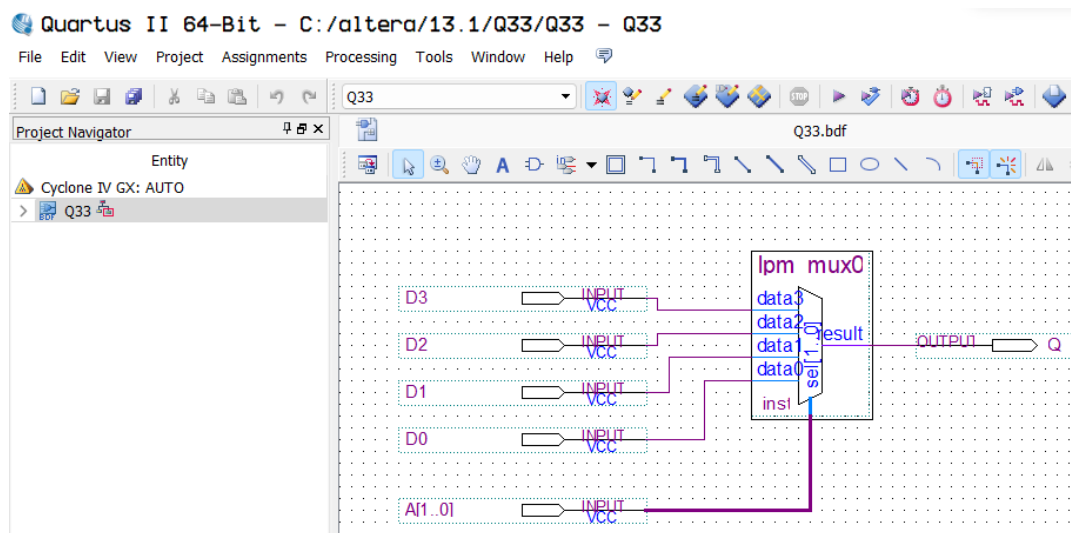 Quartus II 64-Bit - C:/altera/13.1/Q33/Q33 - Q33
File Edit View Project Assignments Processing Tools Window Help
Q33
STOP
Project Navigator
Q33.bdf
Entity
A
Cyclone IV GX: AUTO
BDF Q33
lpm_mux0
D3 INPUT VCC data3
data2
result
D2 INPUT VCC data1 OUTPUT Q
data0 sel[1..0]
D1 INPUT VCC
inst
D0 INPUT VCC
A[1..0] INPUT VCC